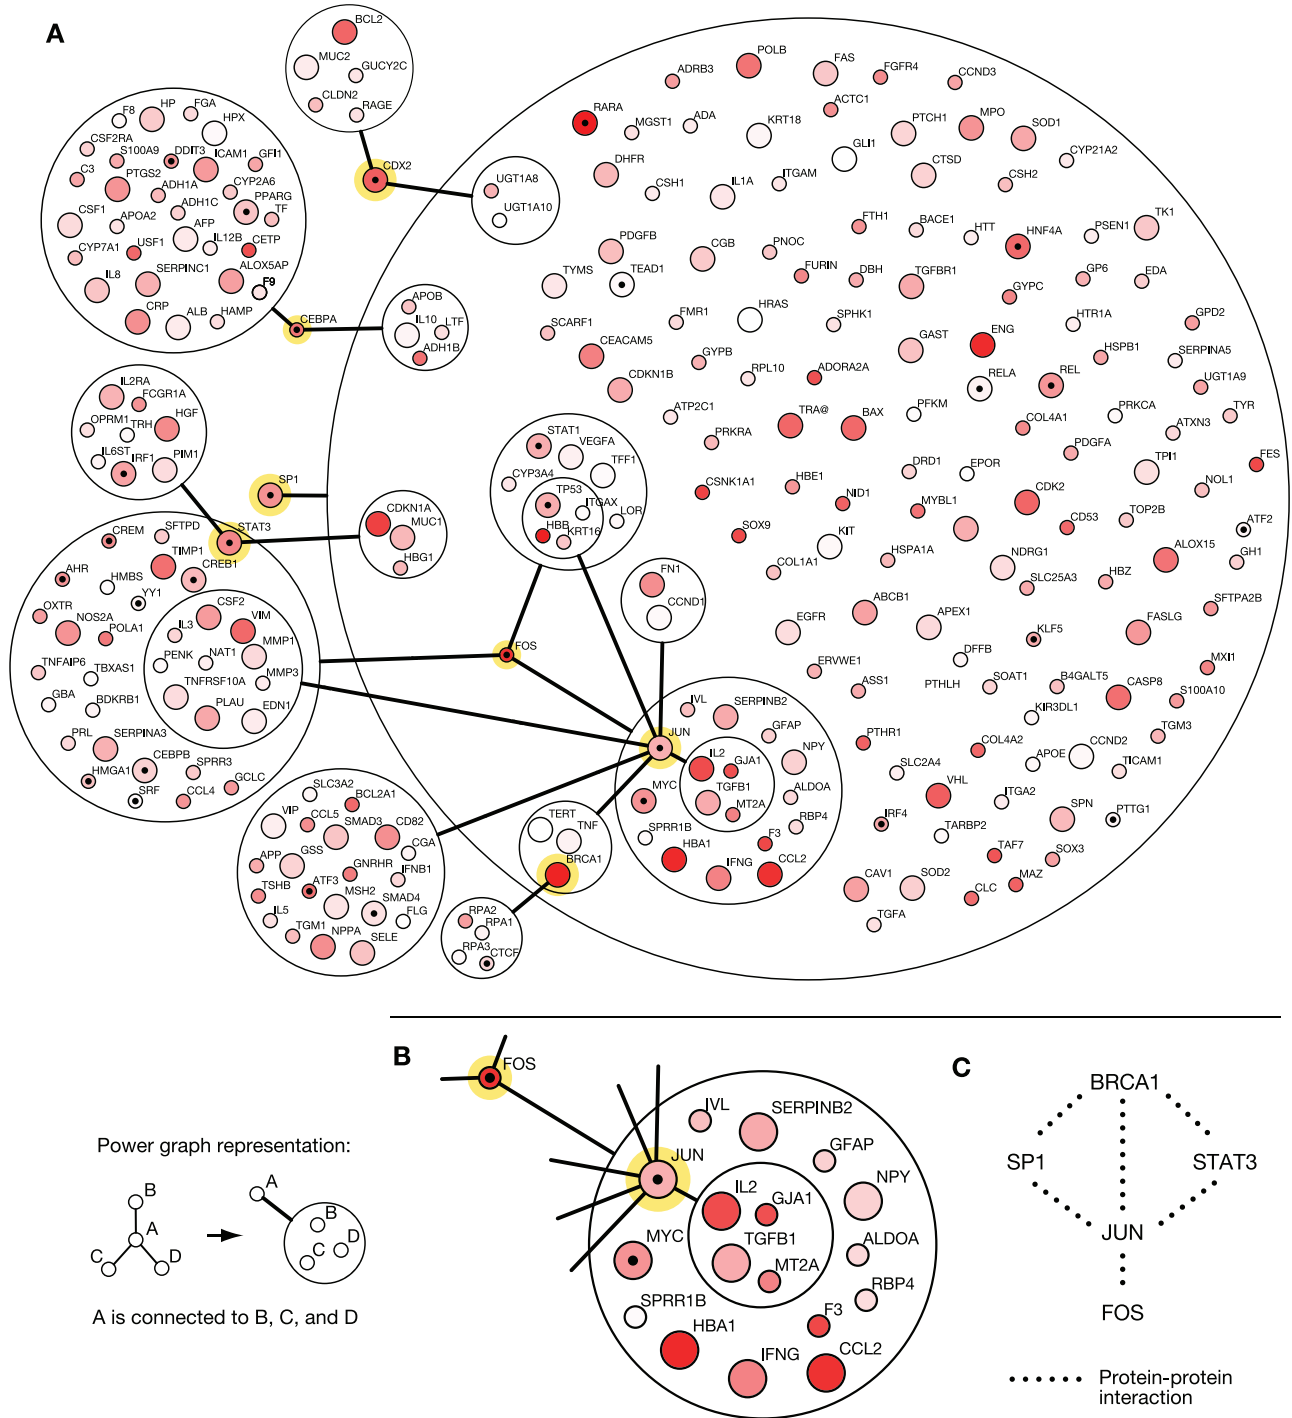 A
BCL2
MUC2
GUCY2C
CLDN2
RAGE
CDX2
UGT1A8
UGT1A10
F8
HP
FGA
HPX
CSF2RA
S100A9
DDIT3
ICAM1
GFI1
C3
PTGS2
ADH1A
CYP2A6
PPARG
CSF1
APOA2
ADH1C
TF
AFP
IL12B
CYP7A1
USF1
CETP
IL8
SERPINC1
ALOX5AP
F9
CRP
ALB
HAMP
CEBPA
APOB
IL10
LTF
ADH1B
IL2RA
FCGR1A
OPRM1
TRH
HGF
IL6ST
IRF1
PIM1
SP1
STAT3
CDKN1A
MUC1
HBG1
CREM
SFTPD
TIMP1
CREB1
AHR
HMBS
YY1
OXTR
NOS2A
POLA1
CSF2
IL3
VIM
MMP1
PENK
NAT1
MMP3
TNFAIP6
TBXAS1
TNFRSF10A
GBA
BDKRB1
PLAU
EDN1
PRL
SERPINA3
CEBPB
SPRR3
HMGA1
SRF
CCL4
GCLC
STAT1
VEGFA
TFF1
CYP3A4
TP53
ITGAX
LOR
HBB
KRT16
FN1
CCND1
FOS
JUN
IVL
SERPINB2
GFAP
NPY
IL2
GJA1
MYC
TGFB1
MT2A
ALDOA
SPRR1B
RBP4
HBA1
F3
IFNG
CCL2
SLC3A2
BCL2A1
VIP
CCL5
SMAD3
CD82
CGA
APP
GSS
GNRHR
IFNB1
TSHB
ATF3
MSH2
SMAD4
IL5
FLG
TGM1
NPPA
SELE
TERT
TNF
BRCA1
RPA2
RPA1
RPA3
CTCF
ADRB3
POLB
FAS
FGFR4
CCND3
RARA
MGST1
ADA
KRT18
ACTC1
PTCH1
MPO
SOD1
GLI1
CYP21A2
DHFR
CSH1
IL1A
ITGAM
CTSD
CSH2
FTH1
BACE1
HTT
HNF4A
PSEN1
TK1
PDGFB
CGB
PNOC
TYMS
TEAD1
FURIN
DBH
TGFBR1
GYPC
GP6
EDA
SCARF1
FMR1
HRAS
SPHK1
GAST
ENG
HTR1A
GPD2
CEACAM5
GYPB
HSPB1
SERPINA5
CDKN1B
RPL10
ADORA2A
RELA
REL
UGT1A9
ATP2C1
TRA@
BAX
PFKM
COL4A1
PRKCA
TYR
PRKRA
PDGFA
ATXN3
DRD1
EPOR
TPI1
FES
CSNK1A1
HBE1
NID1
MYBL1
CDK2
NOL1
CD53
TOP2B
ATF2
SOX9
KIT
NDRG1
ALOX15
COL1A1
HSPA1A
GH1
SLC25A3
HBZ
SFTPA2B
EGFR
ABCB1
APEX1
KLF5
FASLG
DFFB
MXI1
ERVWE1
ASS1
PTHLH
SOAT1
B4GALT5
CASP8
S100A10
KIR3DL1
TGM3
PTHR1
COL4A2
APOE
CCND2
TICAM1
SLC2A4
VHL
ITGA2
SPN
PTTG1
IRF4
TARBP2
TAF7
SOX3
CAV1
SOD2
CLC
MAZ
TGFA
Power graph representation:
B
A
C
D
A
B
C
D
A is connected to B, C, and D
B
FOS
IVL
SERPINB2
JUN
GFAP
IL2
GJA1
NPY
MYC
TGFB1
ALDOA
MT2A
RBP4
SPRR1B
HBA1
F3
IFNG
CCL2
C
BRCA1
SP1
STAT3
JUN
FOS
Protein-protein
interaction